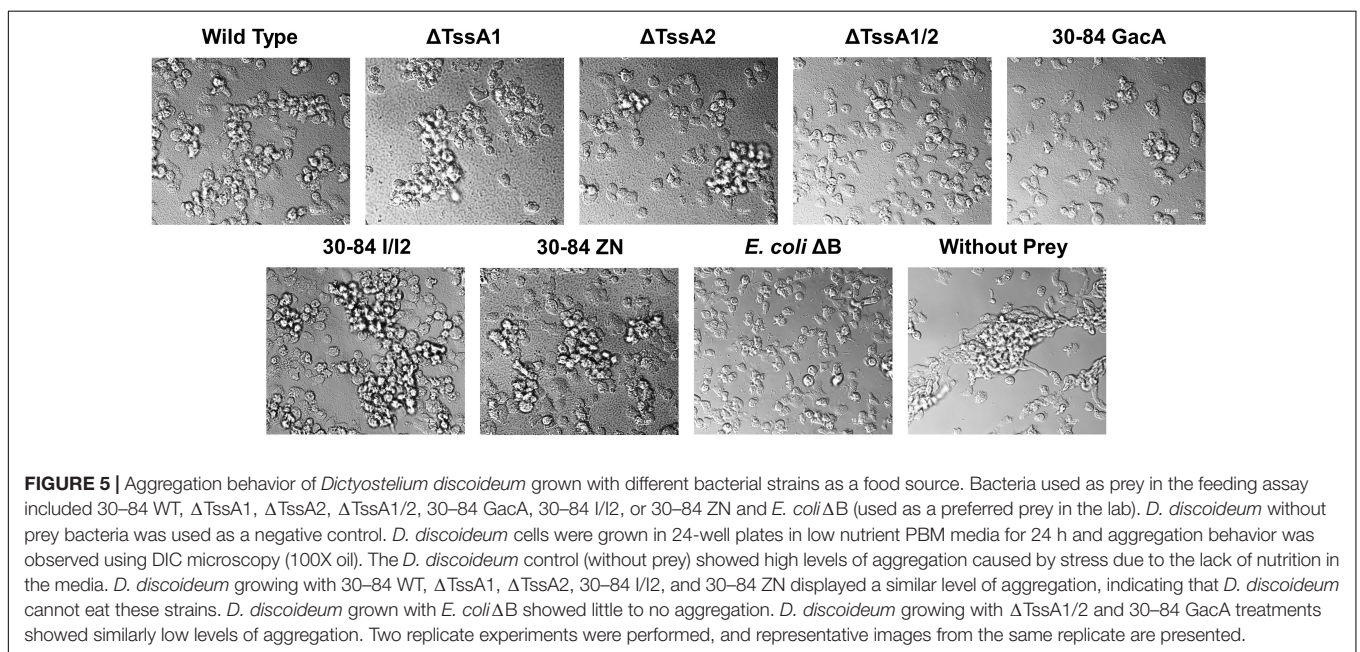 Wild Type ΔTssA1 ΔTssA2 ΔTssA1/2 30-84 GacA
30-84 I/I2 30-84 ZN E. coli ΔB Without Prey
FIGURE 5 | Aggregation behavior of Dictyostelium discoideum grown with different bacterial strains as a food source. Bacteria used as prey in the feeding assay
included 30–84 WT, ΔTssA1, ΔTssA2, ΔTssA1/2, 30–84 GacA, 30–84 I/I2, or 30–84 ZN and E. coli ΔB (used as a preferred prey in the lab). D. discoideum without
prey bacteria was used as a negative control. D. discoideum cells were grown in 24-well plates in low nutrient PBM media for 24 h and aggregation behavior was
observed using DIC microscopy (100X oil). The D. discoideum control (without prey) showed high levels of aggregation caused by stress due to the lack of nutrition in
the media. D. discoideum growing with 30–84 WT, ΔTssA1, ΔTssA2, 30–84 I/I2, and 30–84 ZN displayed a similar level of aggregation, indicating that D. discoideum
cannot eat these strains. D. discoideum grown with E. coli ΔB showed little to no aggregation. D. discoideum growing with ΔTssA1/2 and 30–84 GacA treatments
showed similarly low levels of aggregation. Two replicate experiments were performed, and representative images from the same replicate are presented.